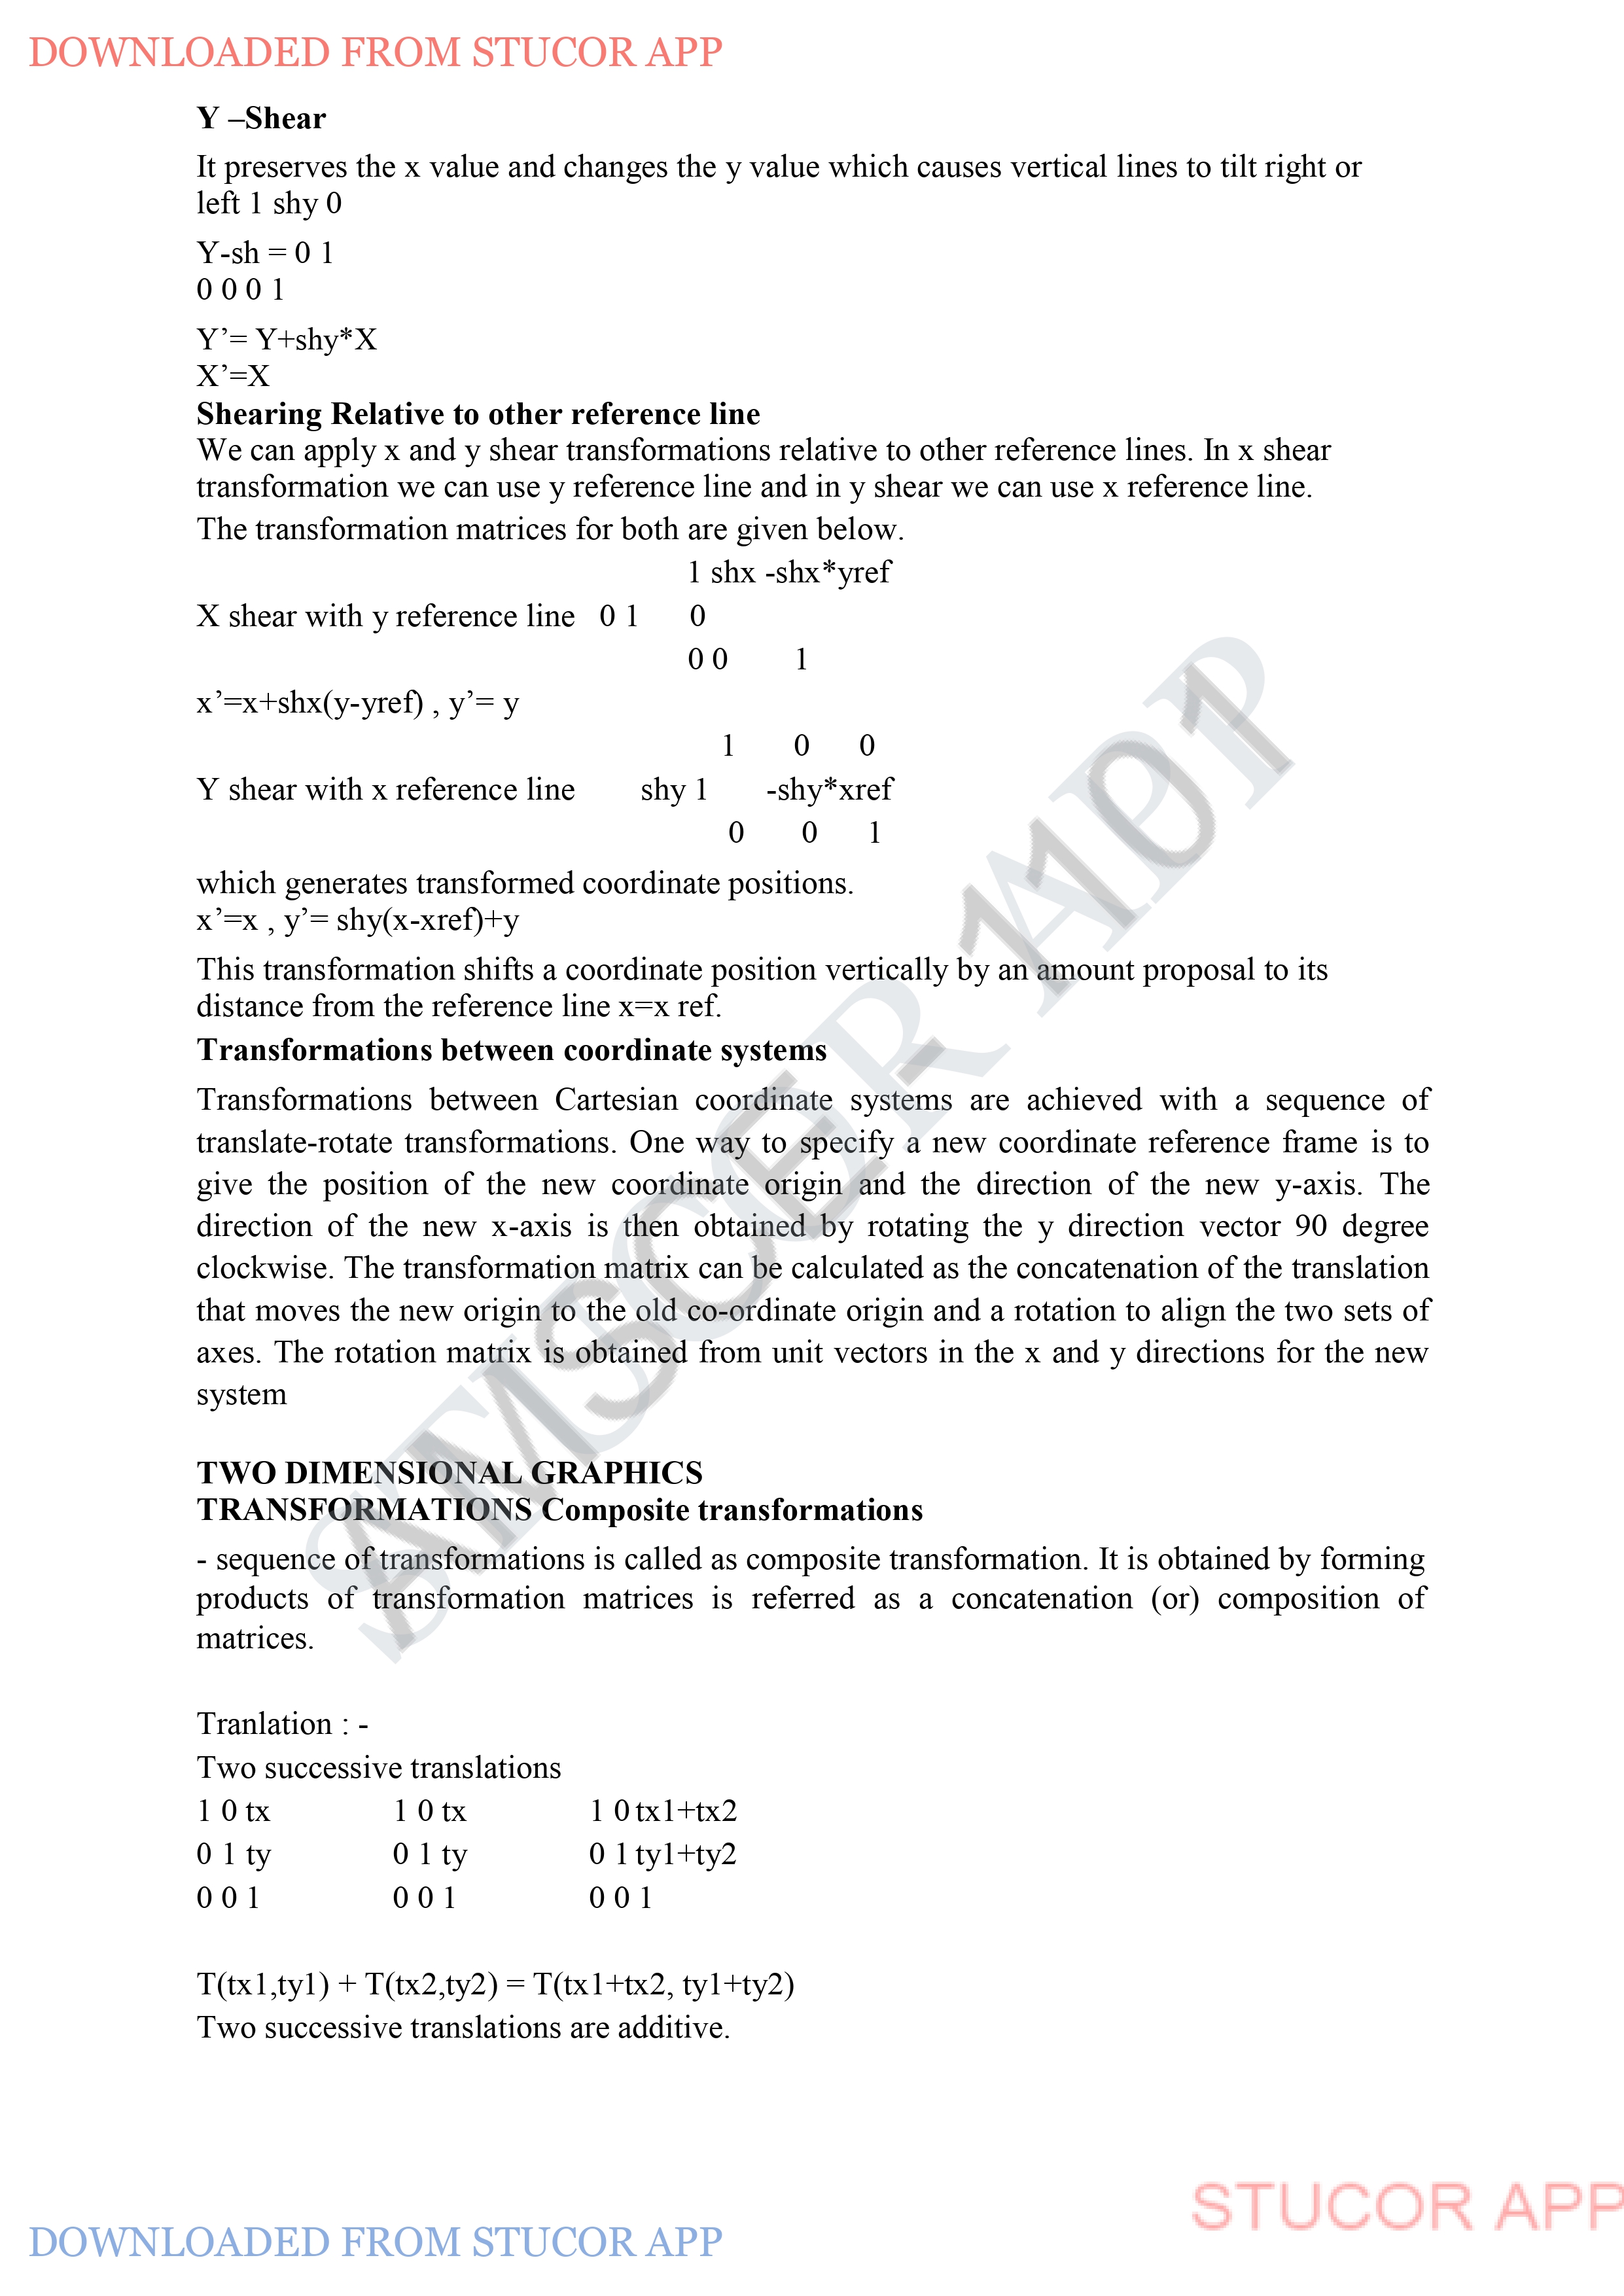 DOWNLOADED FROM STUCOR APP
Y –Shear
It preserves the x value and changes the y value which causes vertical lines to tilt right or
left 1 shy 0
Y-sh = 0 1
0 0 0 1
Y’= Y+shy*X
X’=X
Shearing Relative to other reference line
We can apply x and y shear transformations relative to other reference lines. In x shear
transformation we can use y reference line and in y shear we can use x reference line.
The transformation matrices for both are given below.
1 shx -shx*yref
X shear with y reference line 0 1 0
0 0 1
x’=x+shx(y-yref) , y’= y
1 0 0
Y shear with x reference line shy 1 -shy*xref
0 0 1
which generates transformed coordinate positions.
x’=x , y’= shy(x-xref)+y
This transformation shifts a coordinate position vertically by an amount proposal to its
distance from the reference line x=x ref.
Transformations between coordinate systems
Transformations between Cartesian coordinate systems are achieved with a sequence of
translate-rotate transformations. One way to specify a new coordinate reference frame is to
give the position of the new coordinate origin and the direction of the new y-axis. The
direction of the new x-axis is then obtained by rotating the y direction vector 90 degree
clockwise. The transformation matrix can be calculated as the concatenation of the translation
that moves the new origin to the old co-ordinate origin and a rotation to align the two sets of
axes. The rotation matrix is obtained from unit vectors in the x and y directions for the new
system
TWO DIMENSIONAL GRAPHICS
TRANSFORMATIONS Composite transformations
- sequence of transformations is called as composite transformation. It is obtained by forming
products of transformation matrices is referred as a concatenation (or) composition of
matrices.
Tranlation : -
Two successive translations
1 0 tx 1 0 tx 1 0 tx1+tx2
0 1 ty 0 1 ty 0 1 ty1+ty2
0 0 1 0 0 1 0 0 1
T(tx1,ty1) + T(tx2,ty2) = T(tx1+tx2, ty1+ty2)
Two successive translations are additive.
STUCOR APP
AMSCE - 1101
STUCOR APP
DOWNLOADED FROM STUCOR APP